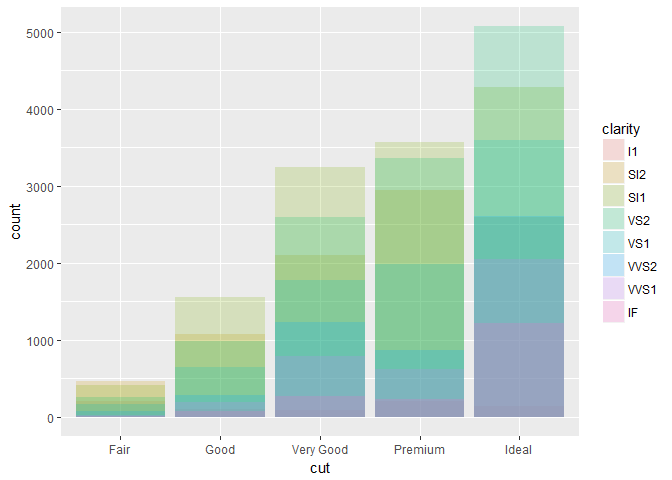 5000
4000
3000
2000
1000
0
count
Fair Good Very Good Premium Ideal
cut
clarity
I1
SI2
SI1
VS2
VS1
VVS2
VVS1
IF